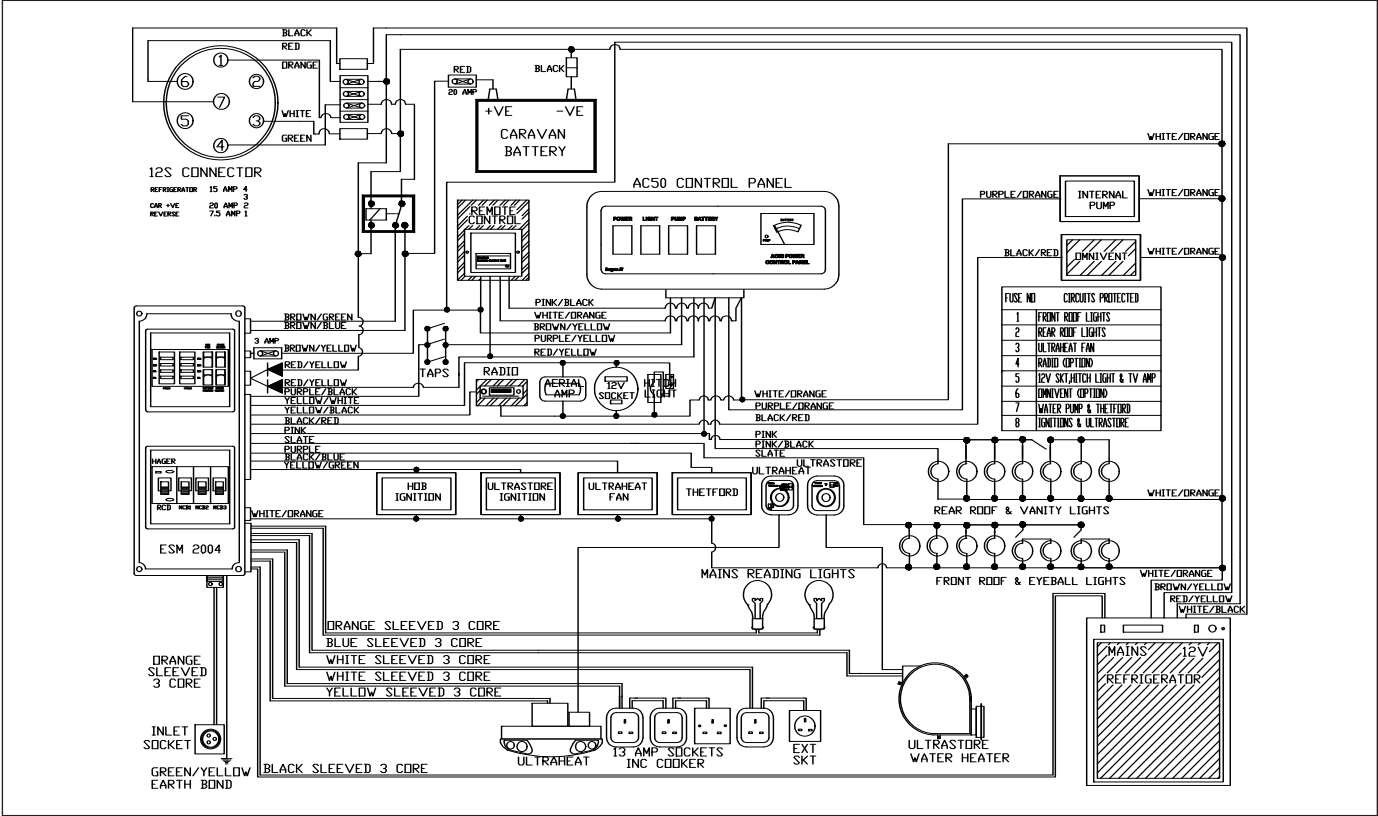 BLACK
RED
ORANGE
1
6
2
7
5
3
4
WHITE
GREEN
12S CONNECTOR
REFRIGERATOR 15 AMP 4
3
CAR +VE 20 AMP 2
REVERSE 7.5 AMP 1
RED
20 AMP
BLACK
+VE -VE
CARAVAN
BATTERY
REMOTE
CONTROL
AC50 CONTROL PANEL
POWER LIGHT PUMP BATTERY
BATTERY
AC50 POWER
CONTROL PANEL
WHITE/ORANGE
PURPLE/ORANGE
INTERNAL
PUMP
WHITE/ORANGE
BLACK/RED
OMNIVENT
WHITE/ORANGE
FUSE NO CIRCUITS PROTECTED
1 FRONT ROOF LIGHTS
2 REAR ROOF LIGHTS
3 ULTRAHEAT FAN
4 RADIO (OPTION)
5 12V SKT,HITCH LIGHT & TV AMP
6 OMNIVENT (OPTION)
7 WATER PUMP & THETFORD
8 IGNITIONS & ULTRASTORE
PINK/BLACK
WHITE/ORANGE
BROWN/YELLOW
PURPLE/YELLOW
RED/YELLOW
BROWN/GREEN
BROWN/BLUE
3 AMP
BROWN/YELLOW
RED/YELLOW
RED/YELLOW
PURPLE/BLACK
YELLOW/WHITE
YELLOW/BLACK
BLACK/RED
PINK
SLATE
PURPLE
BLACK/BLUE
YELLOW/GREEN
TAPS
RADIO
AERIAL
AMP
12V
SOCKET
HITCH
LIGHT
WHITE/ORANGE
PURPLE/ORANGE
BLACK/RED
PINK
PINK/BLACK
SLATE
HAGER
RCD MCB1 MCB2 MCB3
ESM 2004
WHITE/ORANGE
HOB
IGNITION
ULTRASTORE
IGNITION
ULTRAHEAT
FAN
THETFORD
ULTRAHEAT
ULTRASTORE
WHITE/ORANGE
REAR ROOF & VANITY LIGHTS
FRONT ROOF & EYEBALL LIGHTS
MAINS READING LIGHTS
WHITE/ORANGE
BROWN/YELLOW
RED/YELLOW
WHITE/BLACK
MAINS 12V
REFRIGERATOR
ORANGE SLEEVED 3 CORE
BLUE SLEEVED 3 CORE
WHITE SLEEVED 3 CORE
WHITE SLEEVED 3 CORE
YELLOW SLEEVED 3 CORE
ORANGE
SLEEVED
3 CORE
INLET
SOCKET
GREEN/YELLOW
EARTH BOND
BLACK SLEEVED 3 CORE
ULTRAHEAT
13 AMP SOCKETS
INC COOKER
EXT
SKT
ULTRASTORE
WATER HEATER